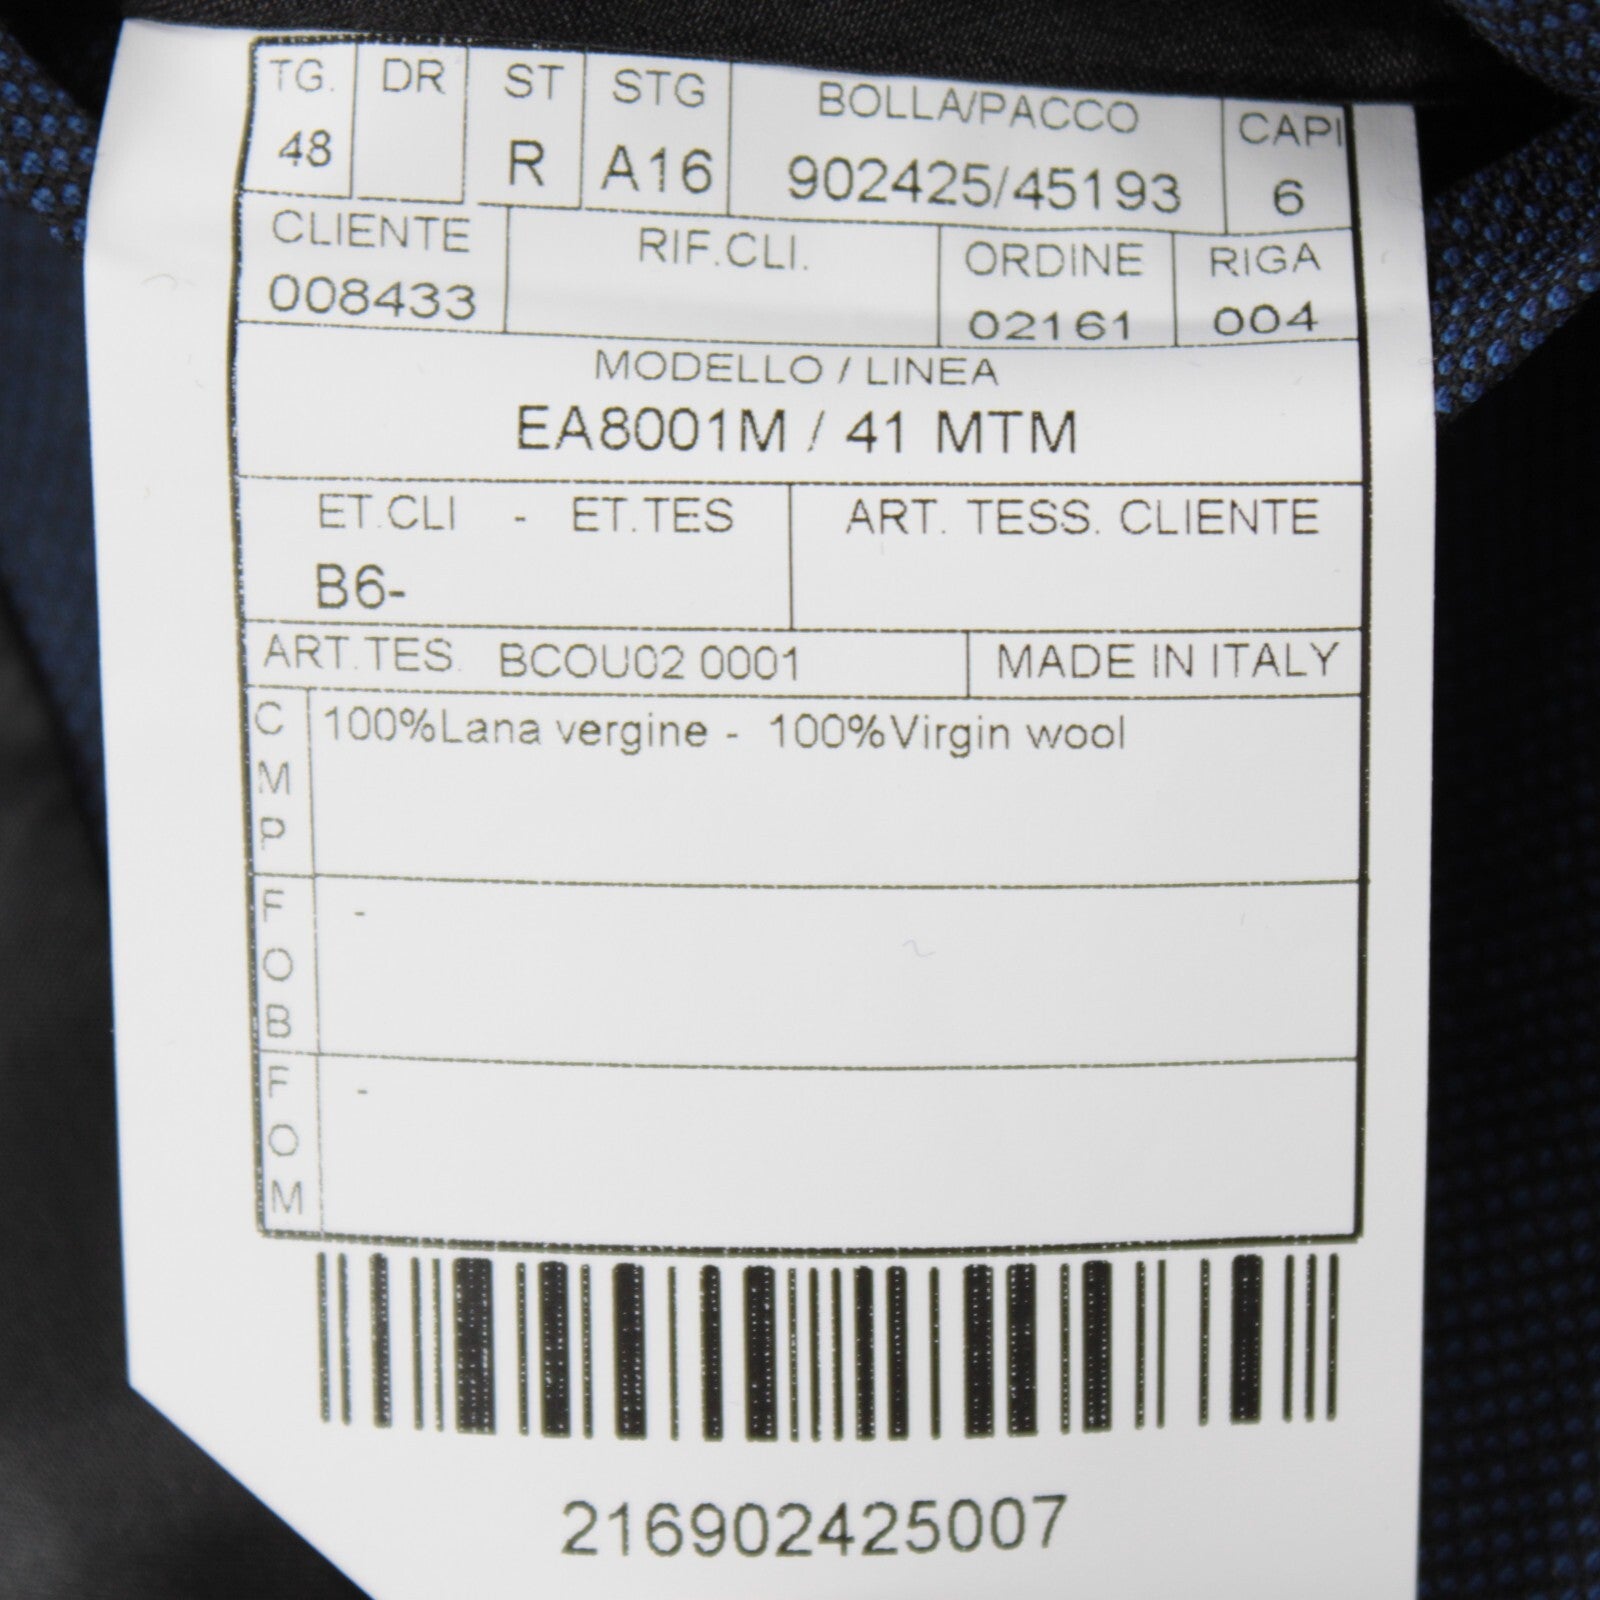 TG. DR ST STG BOLLA/PACCO CAPI
48 R A16 902425/45193 6
CLIENTE RIF.CLI. ORDINE RIGA
008433 02161 004
MODELLO / LINEA
EA8001M / 41 MTM
ET.CLI - ET.TES ART. TESS. CLIENTE
B6-
ART.TES. BCOU02 0001 MADE IN ITALY
CMP 100%Lana vergine - 100%Virgin wool
FOB -
FOM -
216902425007